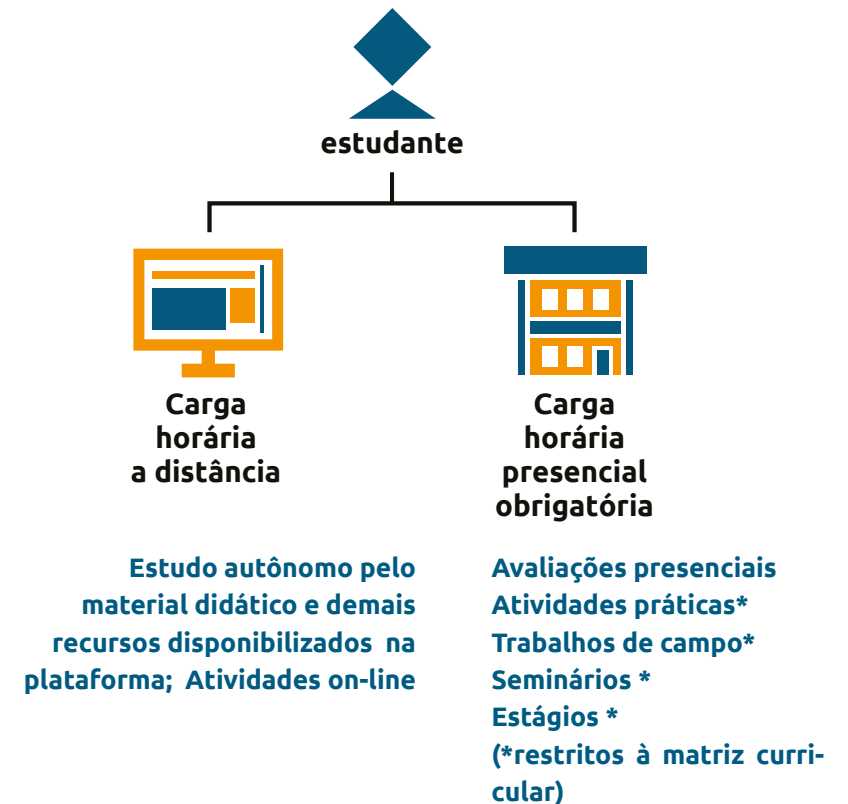 estudante
Carga
horária
a distância
Estudo autônomo pelo
material didático e demais
recursos disponibilizados na
plataforma; Atividades on-line
Carga
horária
presencial
obrigatória
Avaliações presenciais
Atividades práticas*
Trabalhos de campo*
Seminários *
Estágios *
(*restritos à matriz curri-
cular)